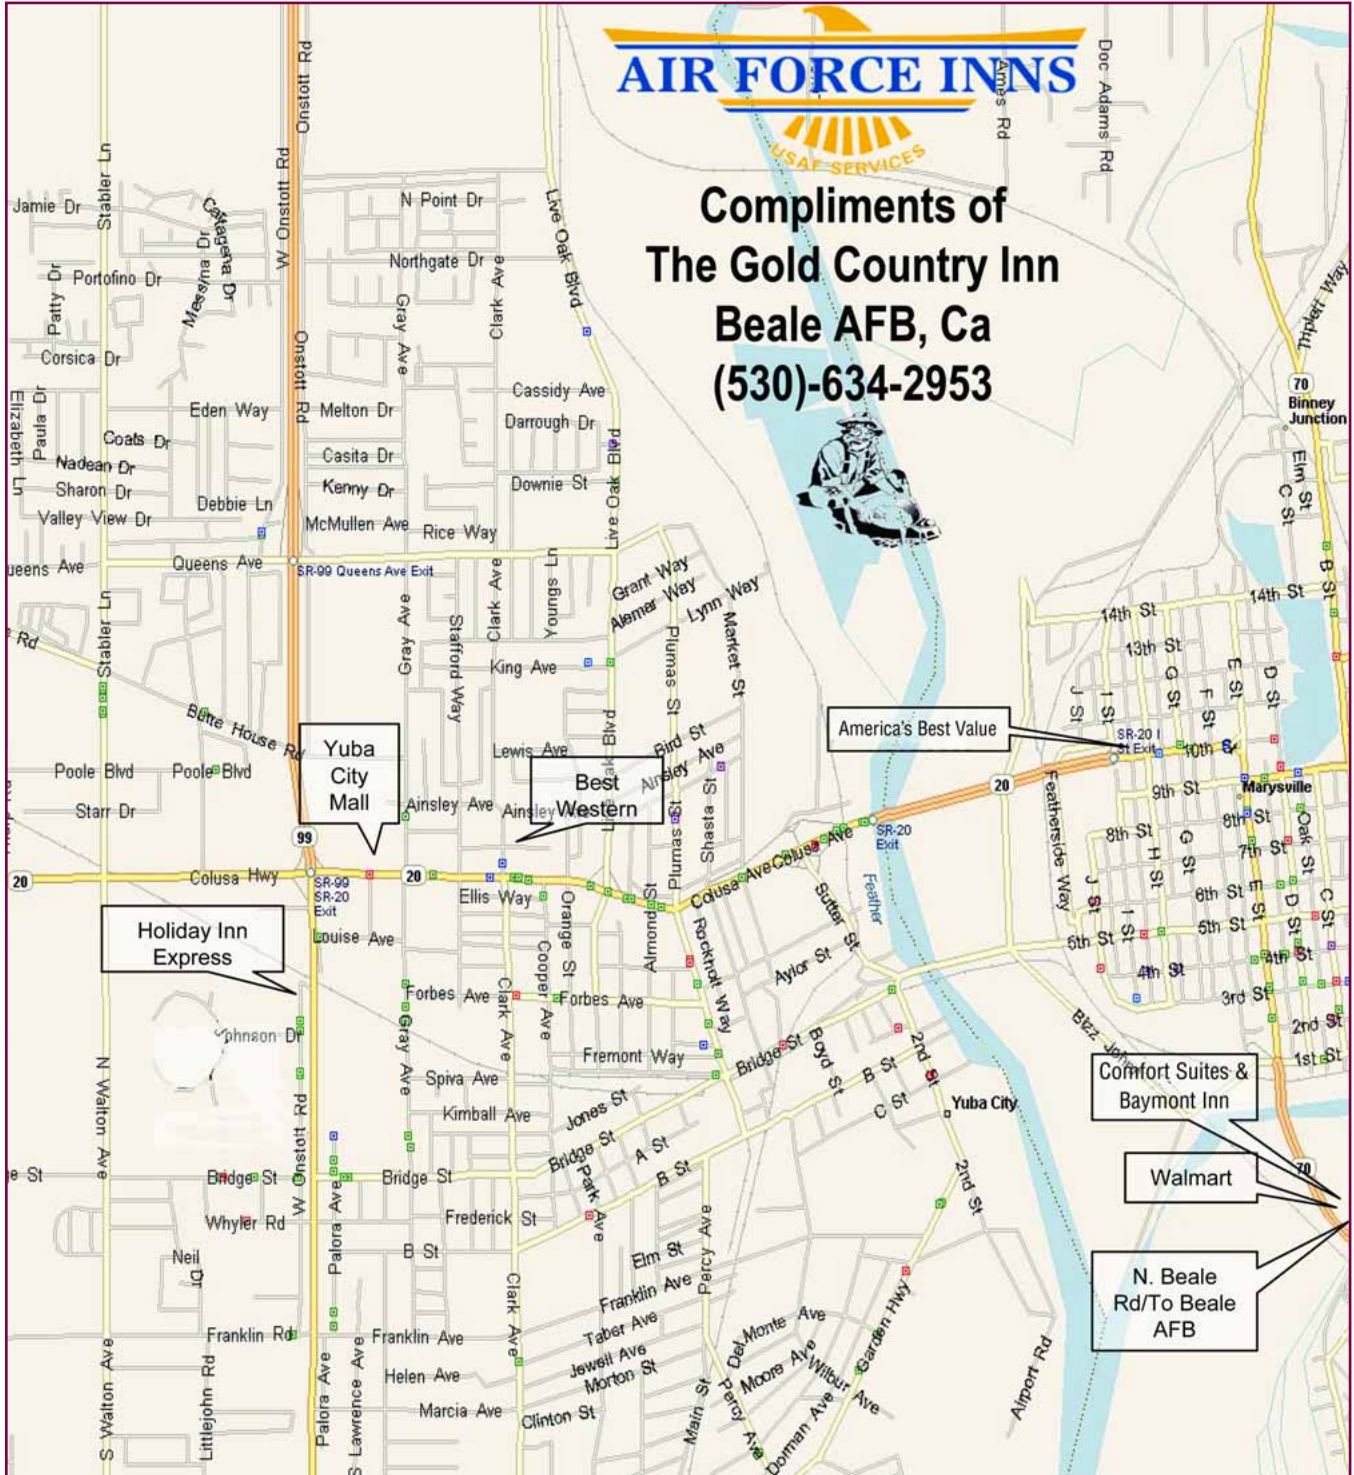 AIR FORCE INNS
USAF SERVICES
Compliments of
The Gold Country Inn
Beale AFB, Ca
(530)-634-2953
Onstott Rd
W Onstott Rd
Stabler Ln
Jamie Dr
Cartagena Dr
Messina Dr
Portofino Dr
Patty Dr
Corsica Dr
N Point Dr
Northgate Dr
Clark Ave
Gray Ave
Live Oak Blvd
Ames Rd
Doc Adams Rd
Triplett Way
70
Binney
Junction
Elm St
C St
B St
Elizabeth Ln
Paula Dr
Eden Way
Onstott Rd
Melton Dr
Cassidy Ave
Darrough Dr
Coats Dr
Nadean Dr
Casita Dr
Sharon Dr
Kenny Dr
Downie St
Live Oak Blvd
Debbie Ln
Valley View Dr
McMullen Ave
Rice Way
ueens Ave
Queens Ave
SR-99 Queens Ave Exit
Youngs Ln
Clark Ave
Gray Ave
Stafford Way
Grant Way
Alemar Way
Lynn Way
Market St
Plumas St
King Ave
Stabler Ln
Rd
Butte House Rd
Poole Blvd
Poole Blvd
Starr Dr
Yuba
City
Mall
Lewis Ave
Best
Western
Bird St
Ainsley Ave
Ainsley Ave
Shasta St
Plumas St
America's Best Value
14th St
14th St
13th St
J St
I St
G St
F St
E St
D St
SR-20 I
St Exit
10th St
9th St
Marysville
8th St
8th St
7th St
Oak St
H St
G St
6th St
J St
I St
5th St
5th St
E St
D St
C St
4th St
4th St
3rd St
2nd St
1st St
Featherside Way
20
SR-20
Exit
Feather
99
20
Colusa Hwy
SR-99
SR-20
Exit
20
Ellis Way
Orange St
Almond St
Colusa Ave
Colusa Ave
Sutter St
Rockholt Way
Holiday Inn
Express
Louise Ave
Cooper Ave
Clark Ave
Forbes Ave
Forbes Ave
Gray Ave
Aylor St
Johnson Dr
Fremont Way
Bridge St
Boyd St
B St
2nd St
C St
Yuba City
Spiva Ave
Kimball Ave
Jones St
Bridge St
A St
B St
Park Ave
N Walton Ave
W Onstott Rd
e St
Bridge St
Bridge St
Whyler Rd
Frederick St
B St
Palora Ave
Neil Dr
Elm St
Percy Ave
Franklin Ave
Taber Ave
Jewell Ave
Morton St
Clinton St
Clark Ave
Franklin Rd
Franklin Ave
Helen Ave
Marcia Ave
S Walton Ave
Littlejohn Rd
Palora Ave
S Lawrence Ave
Main St
Percy Ave
Del Monte Ave
Moore Ave
Wilbur Ave
Dorman Ave
Garden Hwy
2nd St
Airport Rd
Comfort Suites &
Baymont Inn
70
Walmart
N. Beale
Rd/To Beale
AFB